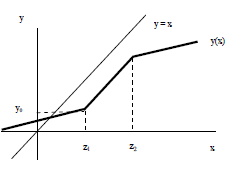 y
y = x
y(x)
y₀
z₁
z₂
x